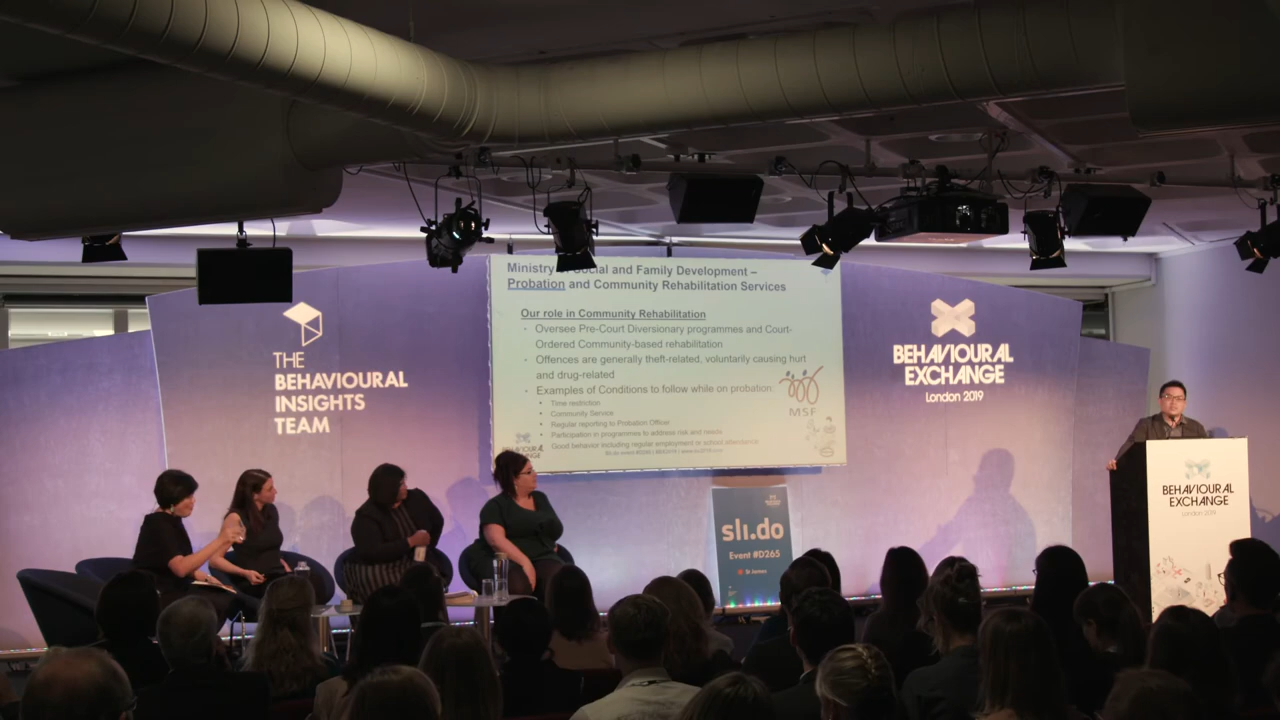 Ministry of Social and Family Development –
Probation and Community Rehabilitation Services
Our role in Community Rehabilitation
- Oversee Pre-Court Diversionary programmes and Court-
Ordered Community-based rehabilitation
- Offences are generally theft-related, voluntarily causing hurt
and drug-related
- Examples of Conditions to follow while on probation:
• Time restriction
• Community Service
• Regular reporting to Probation Officer
• Participation in programmes to address risk and needs
• Good behavior including regular employment or school attendance
MSF
THE
BEHAVIOURAL
INSIGHTS
TEAM
BEHAVIOURAL
EXCHANGE
London 2019
sli.do
Event #D265
St James
BEHAVIOURAL
EXCHANGE
London 2019